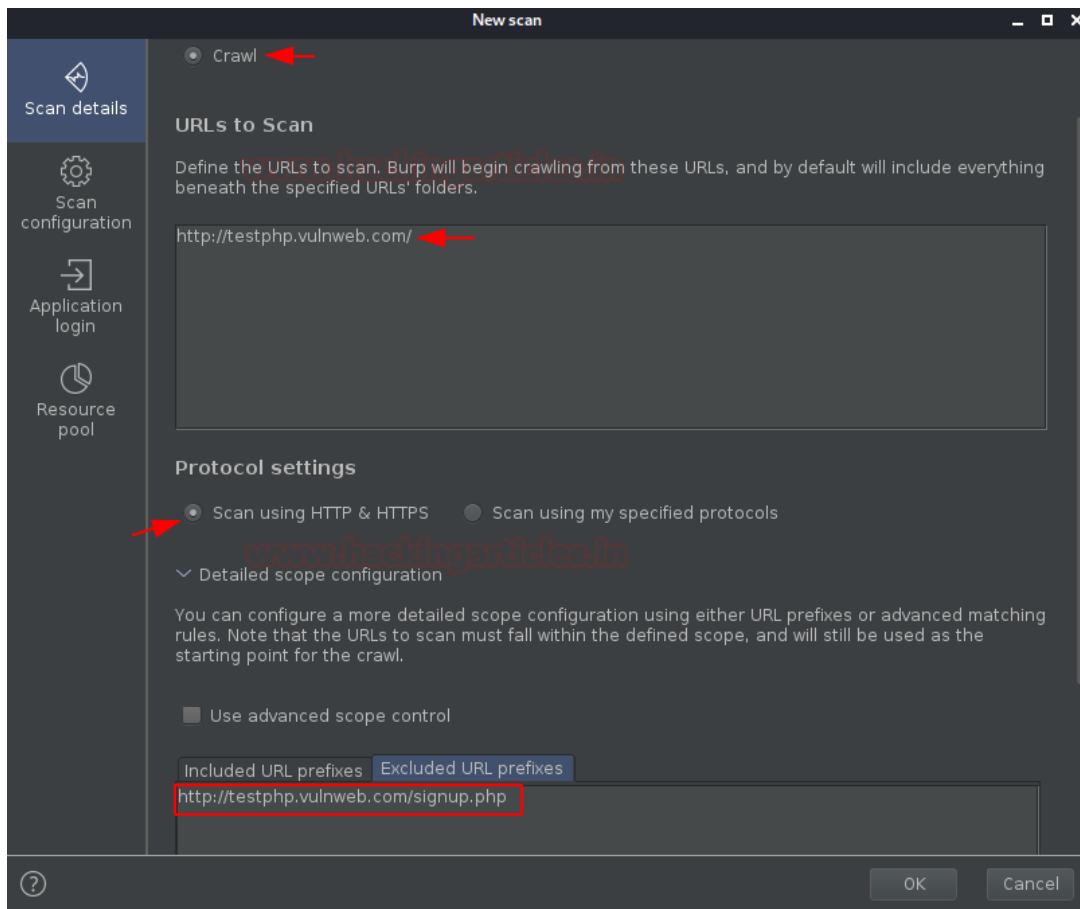 New scan
Scan details
Scan
configuration
Application
login
Resource
pool
Crawl
URLs to Scan
Define the URLs to scan. Burp will begin crawling from these URLs, and by default will include everything
beneath the specified URLs' folders.
http://testphp.vulnweb.com/
Protocol settings
Scan using HTTP & HTTPS
Scan using my specified protocols
www.hackingarticles.in
Detailed scope configuration
You can configure a more detailed scope configuration using either URL prefixes or advanced matching
rules. Note that the URLs to scan must fall within the defined scope, and will still be used as the
starting point for the crawl.
Use advanced scope control
Included URL prefixes
Excluded URL prefixes
http://testphp.vulnweb.com/signup.php
?
OK
Cancel